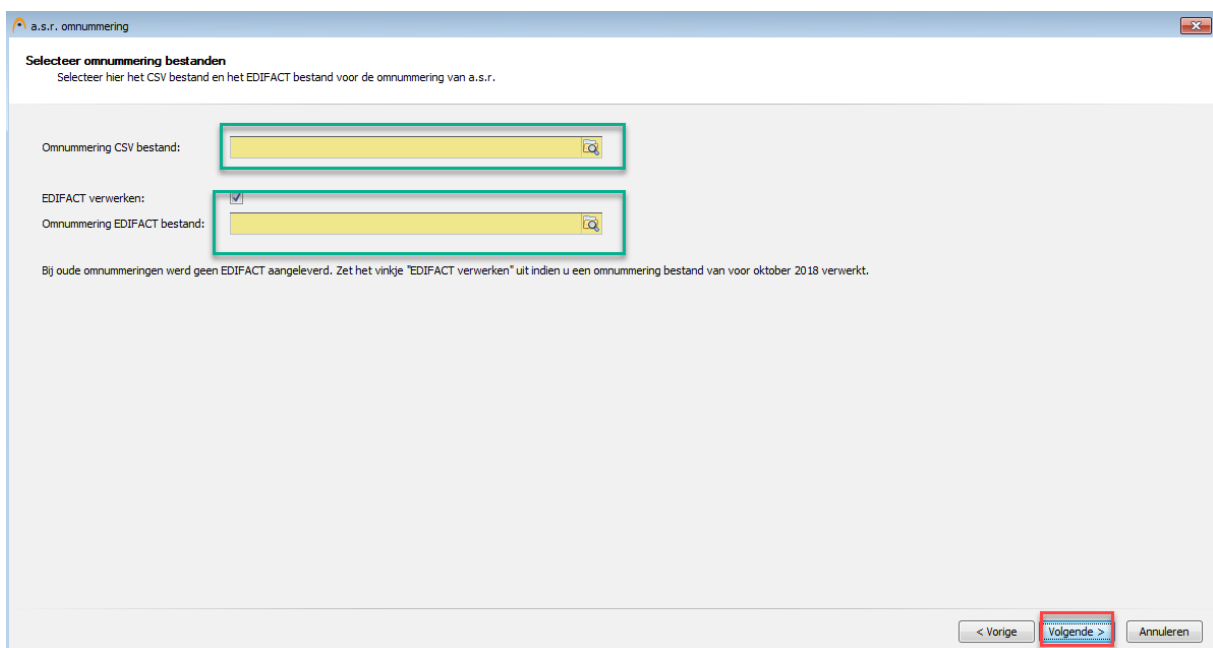 a.s.r. omnummering
Selecteer omnummering bestanden
Selecteer hier het CSV bestand en het EDIFACT bestand voor de omnummering van a.s.r.
Omnummering CSV bestand:
EDIFACT verwerken:
Omnummering EDIFACT bestand:
Bij oude omnummeringen werd geen EDIFACT aangeleverd. Zet het vinkje "EDIFACT verwerken" uit indien u een omnummering bestand van voor oktober 2018 verwerkt.
< Vorige Volgende > Annuleren